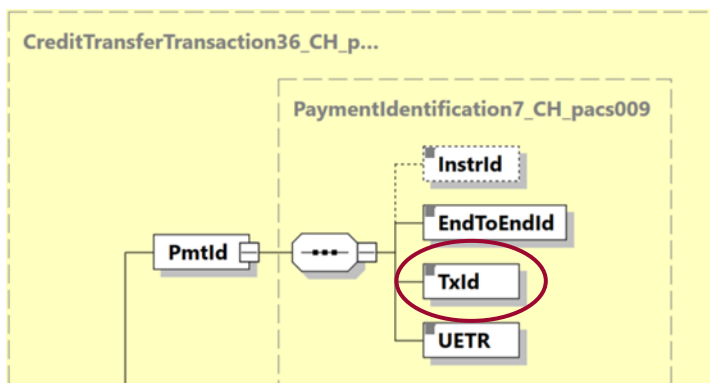 CreditTransferTransaction36_CH_p...
PaymentIdentification7_CH_pacs009
InstrId
EndToEndId
PmtId
TxId
UETR